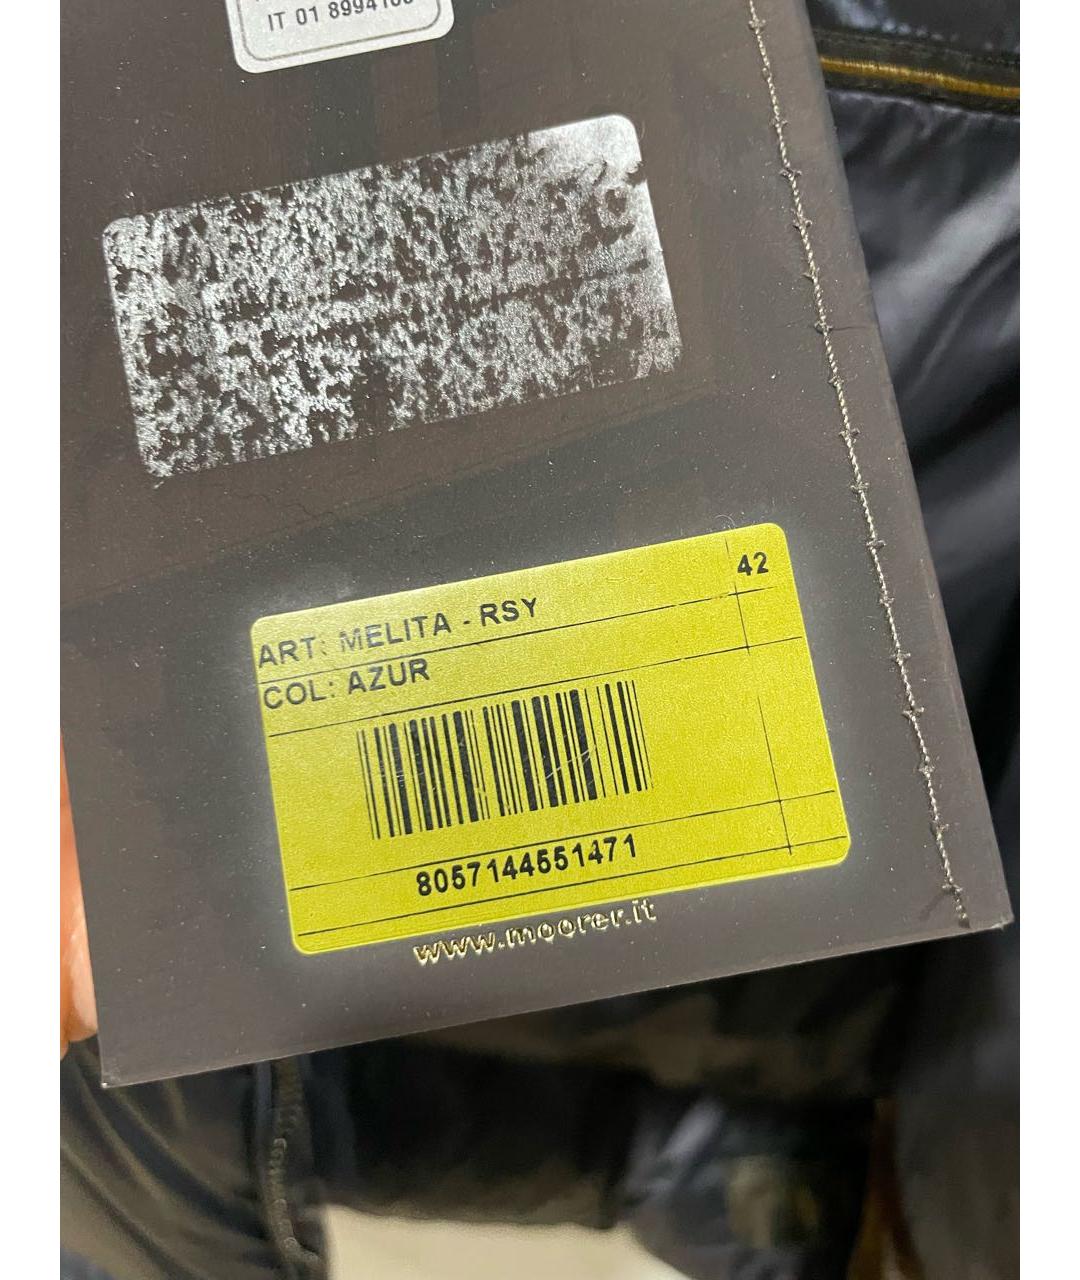 IT 01 8994
42
ART: MELITA - RSY
COL: AZUR
8057144551471
www.moorer.it